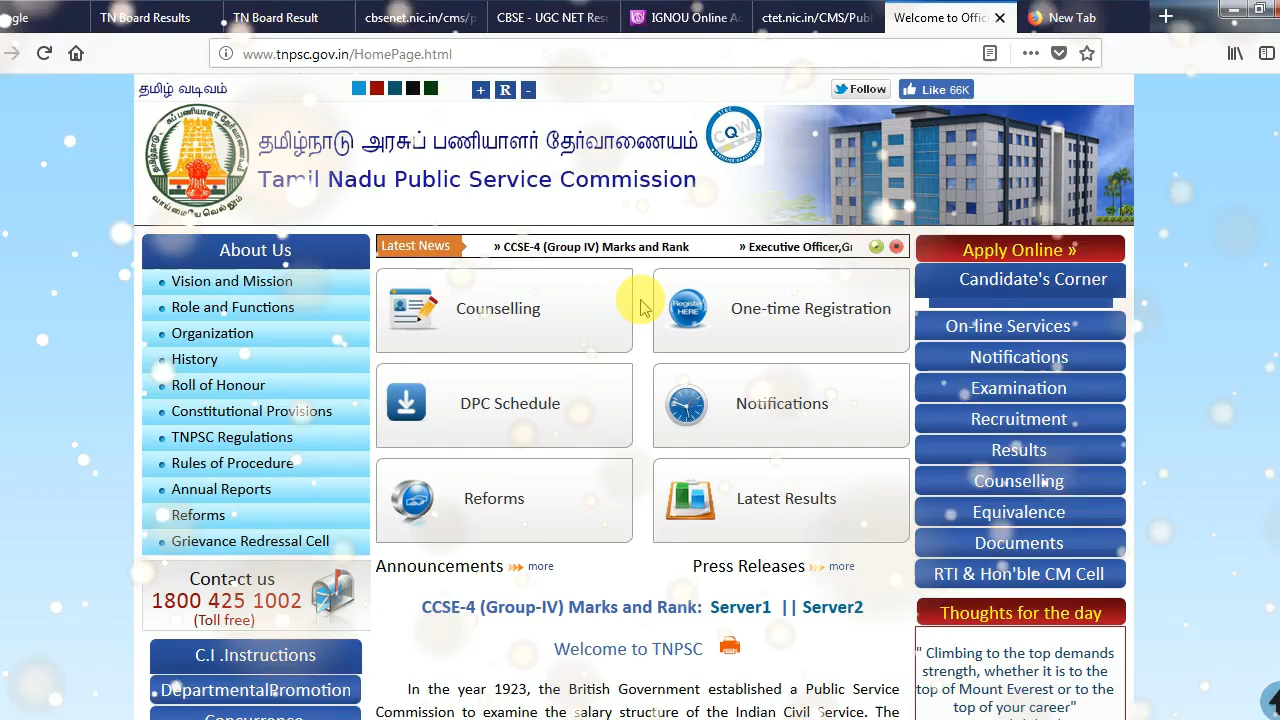 gle
TN Board Results
TN Board Result
cbsenet.nic.in/cms/p
CBSE - UGC NET Resu
IGNOU Online Ad
ctet.nic.in/CMS/Publ
Welcome to Offic
New Tab
www.tnpsc.gov.in/HomePage.html
தமிழ் வடிவம்
+ R -
Follow
Like 66K
தமிழ்நாடு அரசுப் பணியாளர் தேர்வாணையம்
CQW
Tamil Nadu Public Service Commission
வாய்மையே வெல்லும்
About Us
Vision and Mission
Role and Functions
Organization
History
Roll of Honour
Constitutional Provisions
TNPSC Regulations
Rules of Procedure
Annual Reports
Reforms
Grievance Redressal Cell
Contact us
1800 425 1002
(Toll free)
C.I .Instructions
DepartmentalPromotion
Concurrence
Latest News
» CCSE-4 (Group IV) Marks and Rank
» Executive Officer,Gr
Counselling
Register HERE
One-time Registration
DPC Schedule
Notifications
Reforms
Latest Results
Announcements
more
Press Releases
more
CCSE-4 (Group-IV) Marks and Rank: Server1 || Server2
Welcome to TNPSC
In the year 1923, the British Government established a Public Service
Commission to examine the salary structure of the Indian Civil Service. The
Apply Online »
Candidate's Corner
On-line Services
Notifications
Examination
Recruitment
Results
Counselling
Equivalence
Documents
RTI & Hon'ble CM Cell
Thoughts for the day
" Climbing to the top demands
strength, whether it is to the
top of Mount Everest or to the
top of your career"